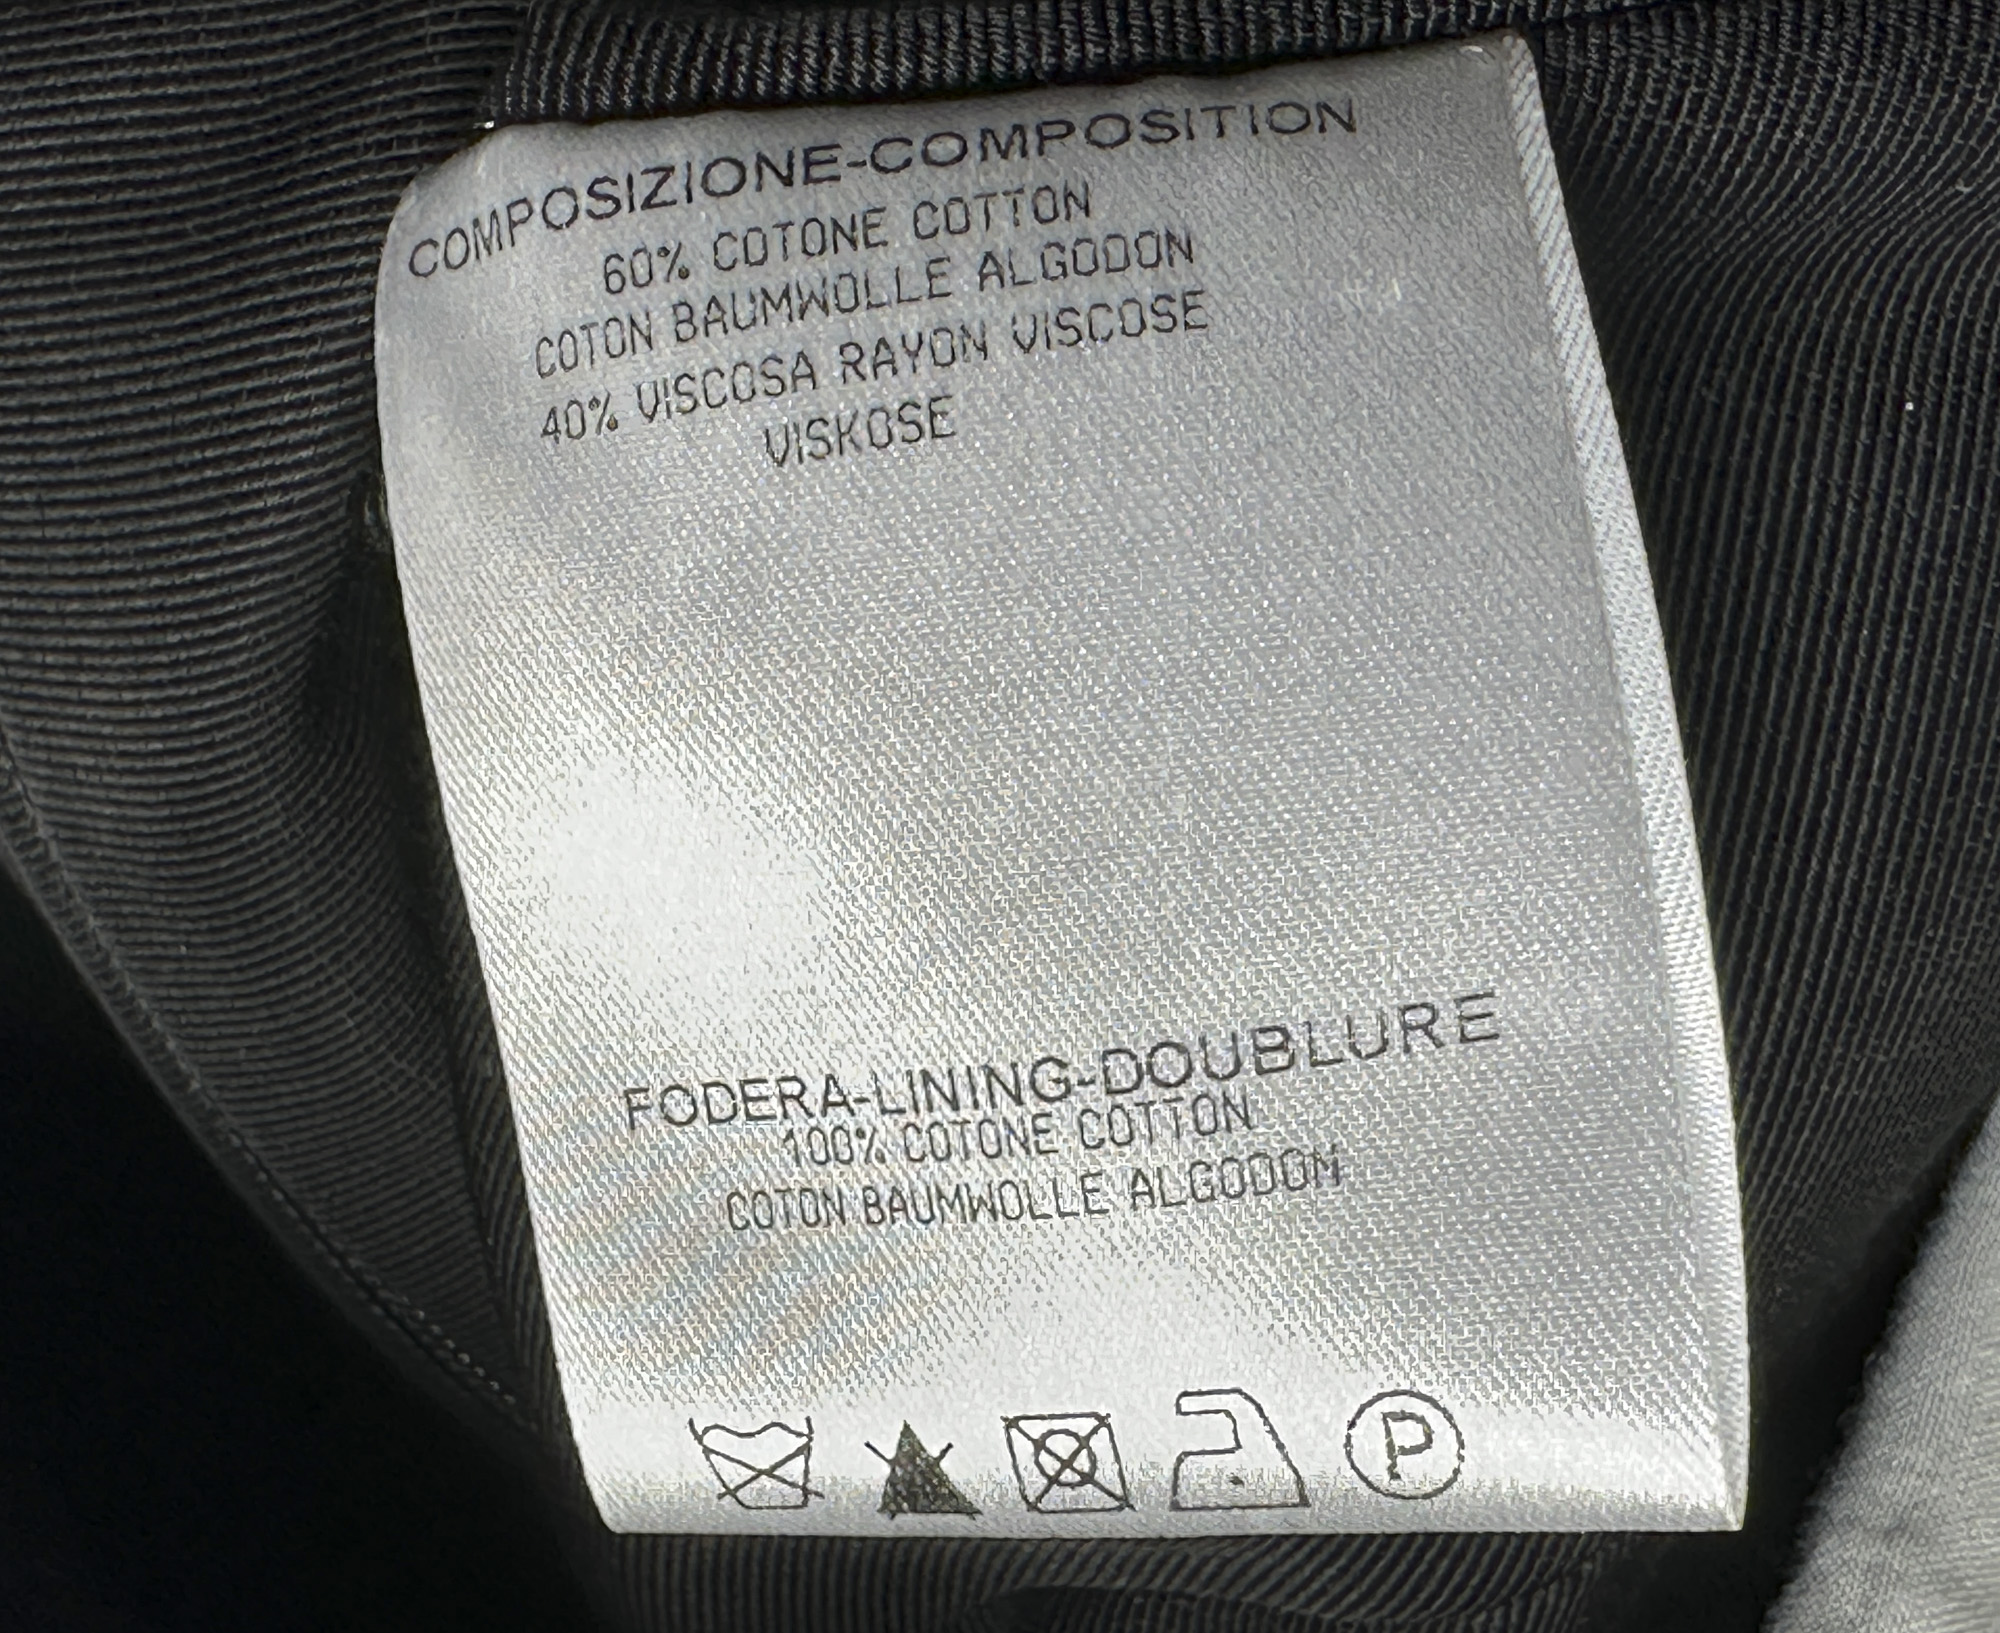 COMPOSIZIONE-COMPOSITION
60% COTONE COTTON
COTON BAUMWOLLE ALGODON
40% VISCOSA RAYON VISCOSE
VISKOSE
FODERA-LINING-DOUBLURE
100% COTONE COTTON
COTON BAUMWOLLE ALGODON
P